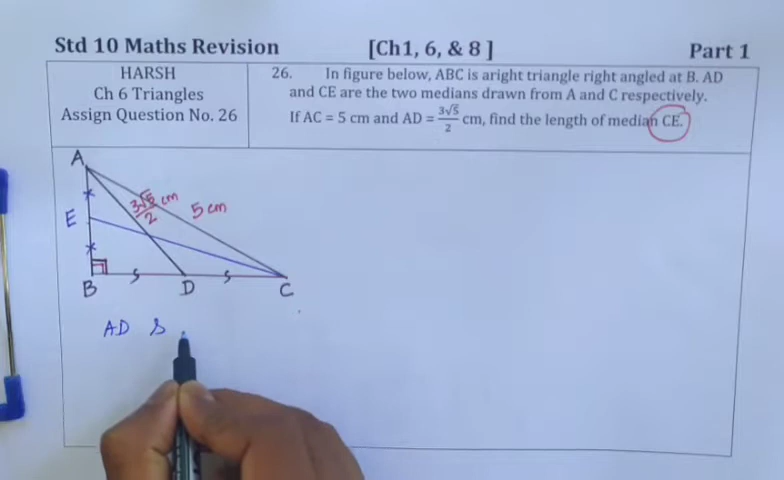 Std 10 Maths Revision [Ch1, 6, & 8 ] Part 1
HARSH
Ch 6 Triangles
Assign Question No. 26
26. In figure below, ABC is aright triangle right angled at B. AD
and CE are the two medians drawn from A and C respectively.
If AC = 5 cm and AD = 3√5/2 cm, find the length of median CE.
A
3√5/2 cm
5 cm
E
B D C
AD &